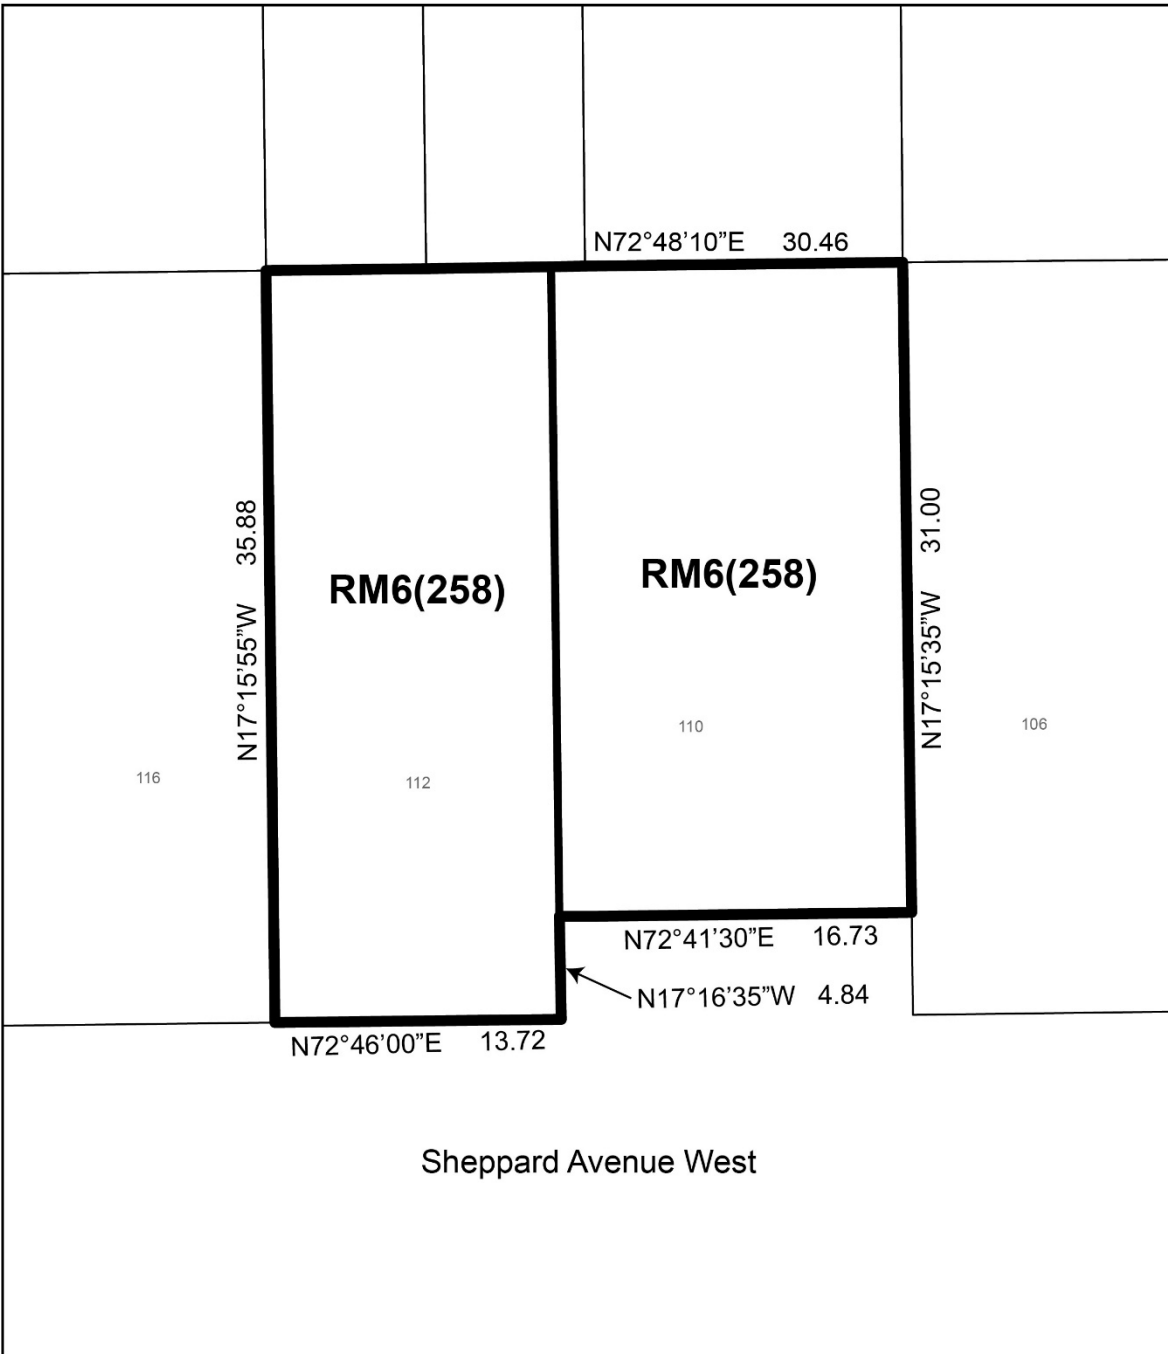 N72°48’10”E 30.46
N17°15’55”W 35.88
N17°15’35”W 31.00
RM6(258)
RM6(258)
116
112
110
106
N72°41’30”E 16.73
N17°16’35”W 4.84
N72°46’00”E 13.72
Sheppard Avenue West